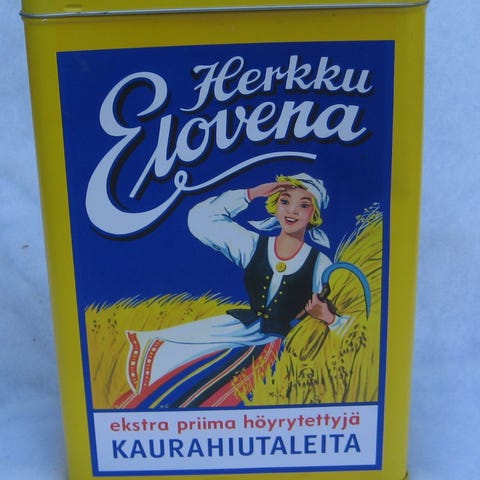 Herkku
Elovena
ekstra priima höyrytettyjä
KAURAHIUTALEITA